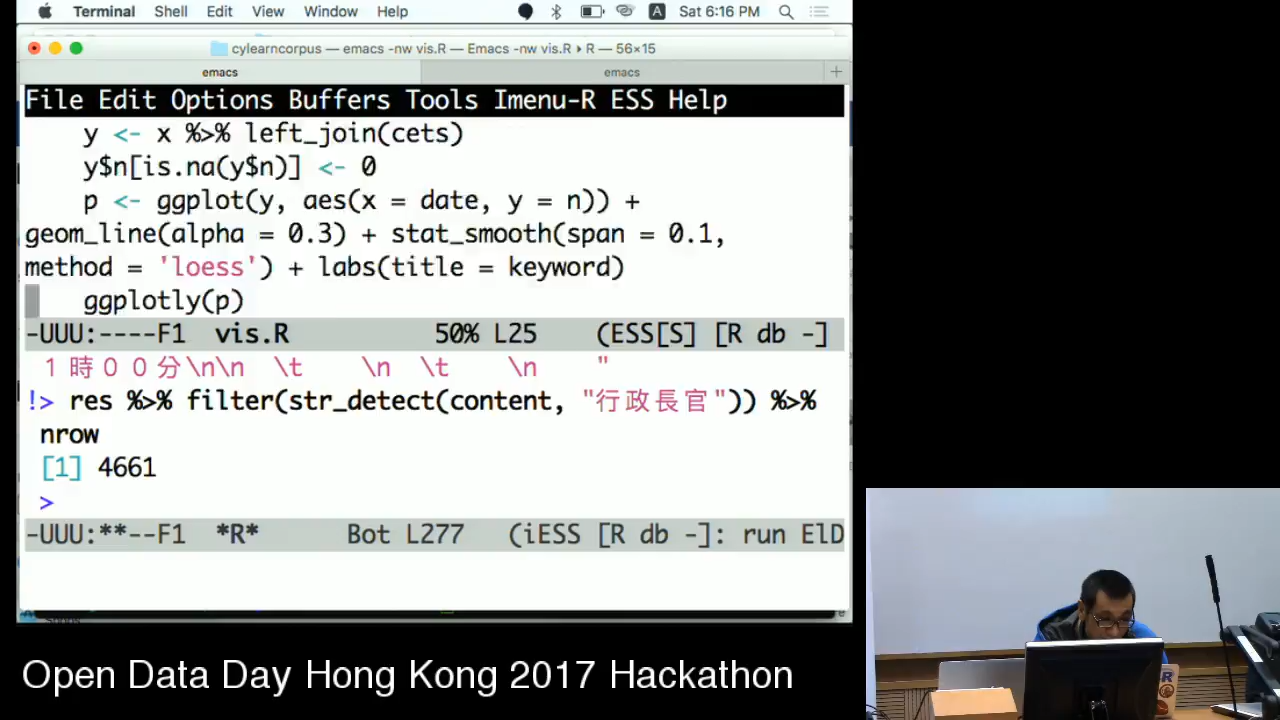 Terminal Shell Edit View Window Help
A Sat 6:16 PM
cylearncorpus — emacs -nw vis.R — Emacs -nw vis.R ▸ R — 56×15
emacs emacs +
File Edit Options Buffers Tools Imenu-R ESS Help
y <- x %>% left_join(cets)
y$n[is.na(y$n)] <- 0
p <- ggplot(y, aes(x = date, y = n)) +
geom_line(alpha = 0.3) + stat_smooth(span = 0.1,
method = 'loess') + labs(title = keyword)
ggplotly(p)
-UUU:----F1 vis.R 50% L25 (ESS[S] [R db -]
１時００分\n\n \t \n \t \n "
!> res %>% filter(str_detect(content, "行政長官")) %>%
nrow
[1] 4661
>
-UUU:**--F1 *R* Bot L277 (iESS [R db -]: run ElD
Open Data Day Hong Kong 2017 Hackathon